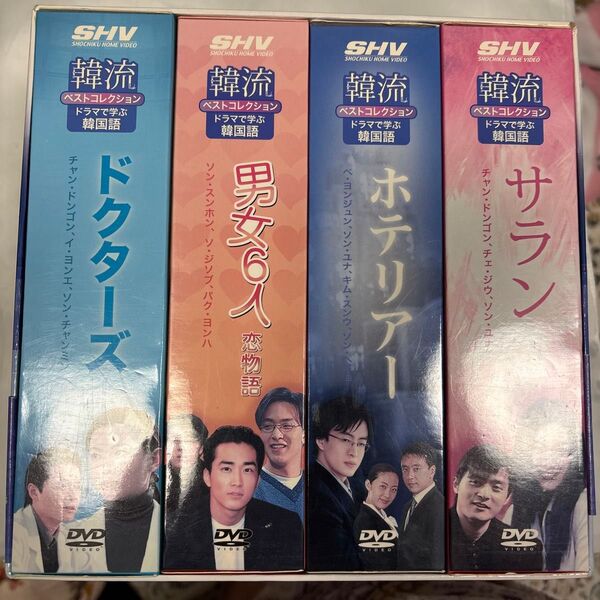 SHV
SHOCHIKU HOME VIDEO
韓流
ベストコレクション
ドラマで学ぶ
韓国語
ドクターズ
チャン・ドンゴン、イ・ヨンエ、ソン・チャンミン
DVD
VIDEO
SHV
SHOCHIKU HOME VIDEO
韓流
ベストコレクション
ドラマで学ぶ
韓国語
男女6人
恋物語
ソン・スンホン、ソ・ジソブ、パク・ヨンハ
DVD
VIDEO
SHV
SHOCHIKU HOME VIDEO
韓流
ベストコレクション
ドラマで学ぶ
韓国語
ホテリアー
ペ・ヨンジュン、ソン・ユナ、キム・スンウ、ソン
DVD
VIDEO
SHV
SHOCHIKU HOME VIDEO
韓流
ベストコレクション
ドラマで学ぶ
韓国語
サラン
チャン・ドンゴン、チェ・ジウ、ソン・ユナ
DVD
VIDEO